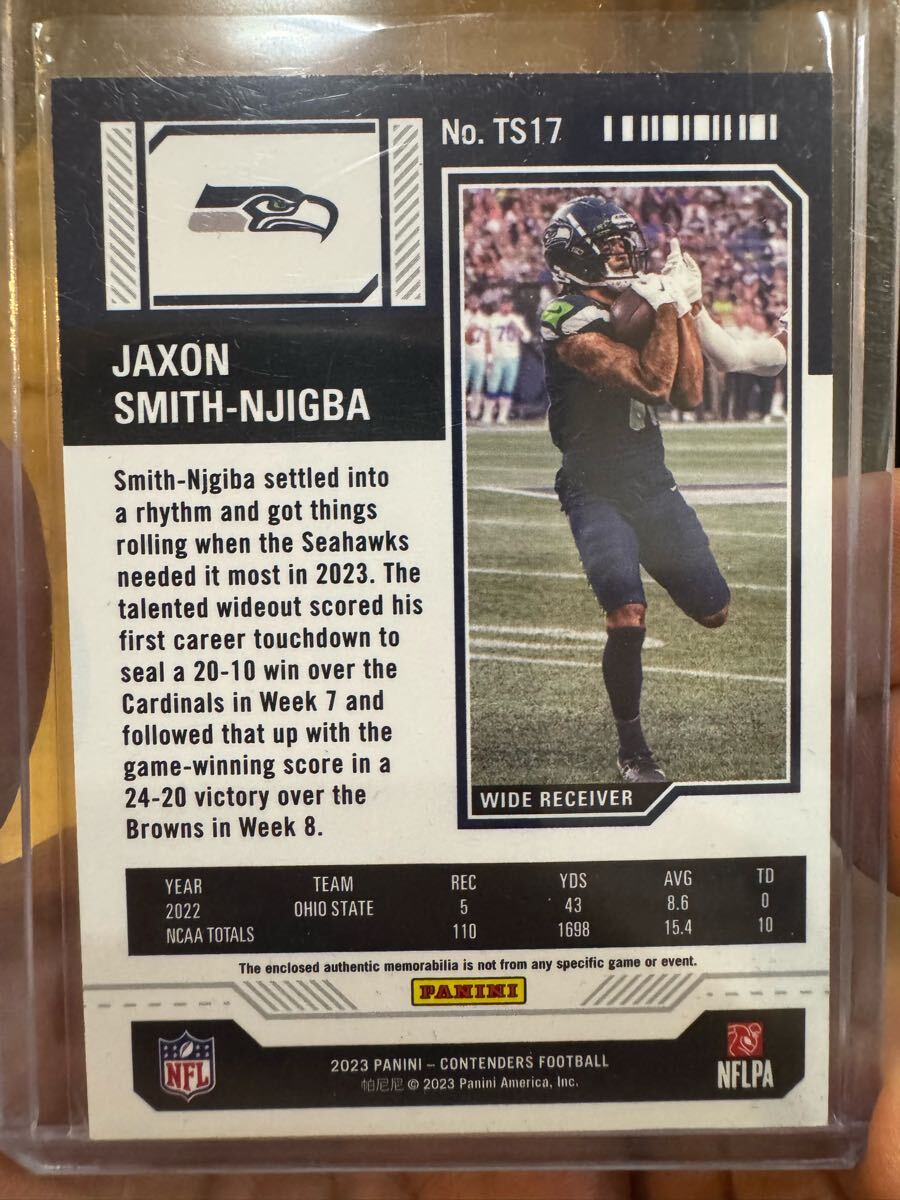 No. TS17
JAXON
SMITH-NJIGBA
Smith-Njgiba settled into
a rhythm and got things
rolling when the Seahawks
needed it most in 2023. The
talented wideout scored his
first career touchdown to
seal a 20-10 win over the
Cardinals in Week 7 and
followed that up with the
game-winning score in a
24-20 victory over the
Browns in Week 8.
WIDE RECEIVER
YEAR TEAM REC YDS AVG TD
2022 OHIO STATE 5 43 8.6 0
NCAA TOTALS 110 1698 15.4 10
The enclosed authentic memorabilia is not from any specific game or event.
PANINI
NFL
2023 PANINI – CONTENDERS FOOTBALL
帕尼尼 © 2023 Panini America, Inc.
NFLPA